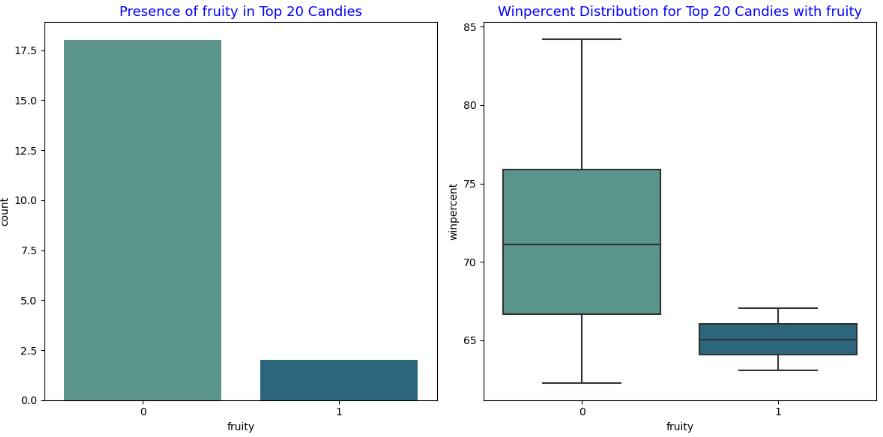 Presence of fruity in Top 20 Candies
17.5
15.0
12.5
10.0
7.5
5.0
2.5
0.0
count
0 1
fruity
Winpercent Distribution for Top 20 Candies with fruity
85
80
75
70
65
winpercent
0 1
fruity